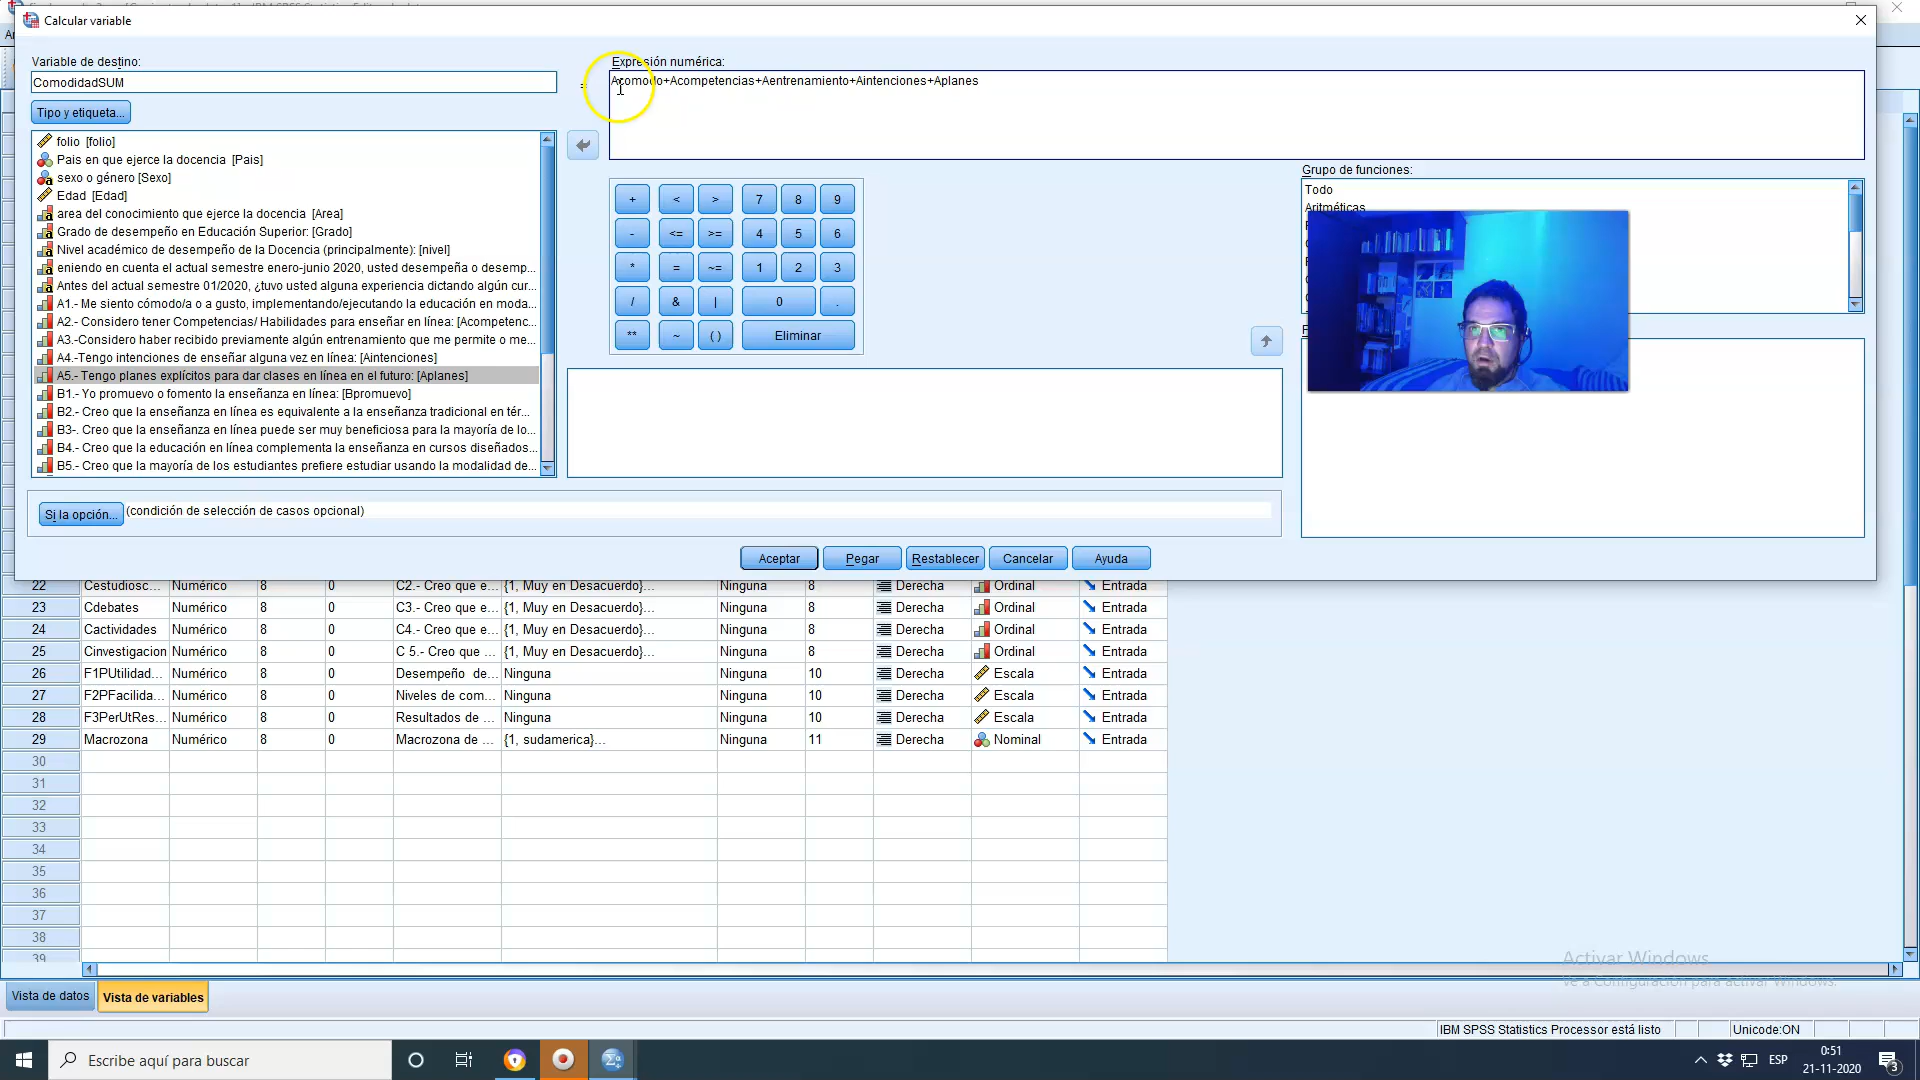 Calcular variable
Variable de destino:
Expresión numérica:
ComodidadSUM
=
Acomodo+Acompetencias+Aentrenamiento+Aintenciones+Aplanes
Tipo y etiqueta...
folio [folio]
Pais en que ejerce la docencia [Pais]
sexo o género [Sexo]
Edad [Edad]
area del conocimiento que ejerce la docencia [Area]
Grado de desempeño en Educación Superior: [Grado]
Nivel académico de desempeño de la Docencia (principalmente): [nivel]
eniendo en cuenta el actual semestre enero-junio 2020, usted desempeña o desemp...
Antes del actual semestre 01/2020, ¿tuvo usted alguna experiencia dictando algún cur...
A1.- Me siento cómodo/a o a gusto, implementando/ejecutando la educación en moda...
A2.- Considero tener Competencias/ Habilidades para enseñar en línea: [Acompetenc...
A3.-Considero haber recibido previamente algún entrenamiento que me permite o me...
A4.-Tengo intenciones de enseñar alguna vez en línea: [Aintenciones]
A5.- Tengo planes explícitos para dar clases en línea en el futuro: [Aplanes]
B1.- Yo promuevo o fomento la enseñanza en línea: [Bpromuevo]
B2.- Creo que la enseñanza en línea es equivalente a la enseñanza tradicional en tér...
B3-. Creo que la enseñanza en línea puede ser muy beneficiosa para la mayoría de lo...
B4.- Creo que la educación en línea complementa la enseñanza en cursos diseñados...
B5.- Creo que la mayoría de los estudiantes prefiere estudiar usando la modalidad de...
+ < > 7 8 9
- <= >= 4 5 6
* = ~= 1 2 3
/ & | 0 .
** ~ ( ) Eliminar
Grupo de funciones:
Todo
Aritméticas
Si la opción...
(condición de selección de casos opcional)
Aceptar Pegar Restablecer Cancelar Ayuda
22 Cestudiosc... Numérico 8 0 C2.- Creo que e... {1, Muy en Desacuerdo}... Ninguna 8 Derecha Ordinal Entrada
23 Cdebates Numérico 8 0 C3.- Creo que e... {1, Muy en Desacuerdo}... Ninguna 8 Derecha Ordinal Entrada
24 Cactividades Numérico 8 0 C4.- Creo que e... {1, Muy en Desacuerdo}... Ninguna 8 Derecha Ordinal Entrada
25 Cinvestigacion Numérico 8 0 C 5.- Creo que ... {1, Muy en Desacuerdo}... Ninguna 8 Derecha Ordinal Entrada
26 F1PUtilidad... Numérico 8 0 Desempeño de... Ninguna Ninguna 10 Derecha Escala Entrada
27 F2PFacilida... Numérico 8 0 Niveles de com... Ninguna Ninguna 10 Derecha Escala Entrada
28 F3PerUtRes... Numérico 8 0 Resultados de ... Ninguna Ninguna 10 Derecha Escala Entrada
29 Macrozona Numérico 8 0 Macrozona de ... {1, sudamerica}... Ninguna 11 Derecha Nominal Entrada
30
31
32
33
34
35
36
37
38
39
Activar Windows
Ve a Configuración para activar Windows.
Vista de datos Vista de variables
IBM SPSS Statistics Processor está listo Unicode:ON
Escribe aquí para buscar
ESP
0:51
21-11-2020
3